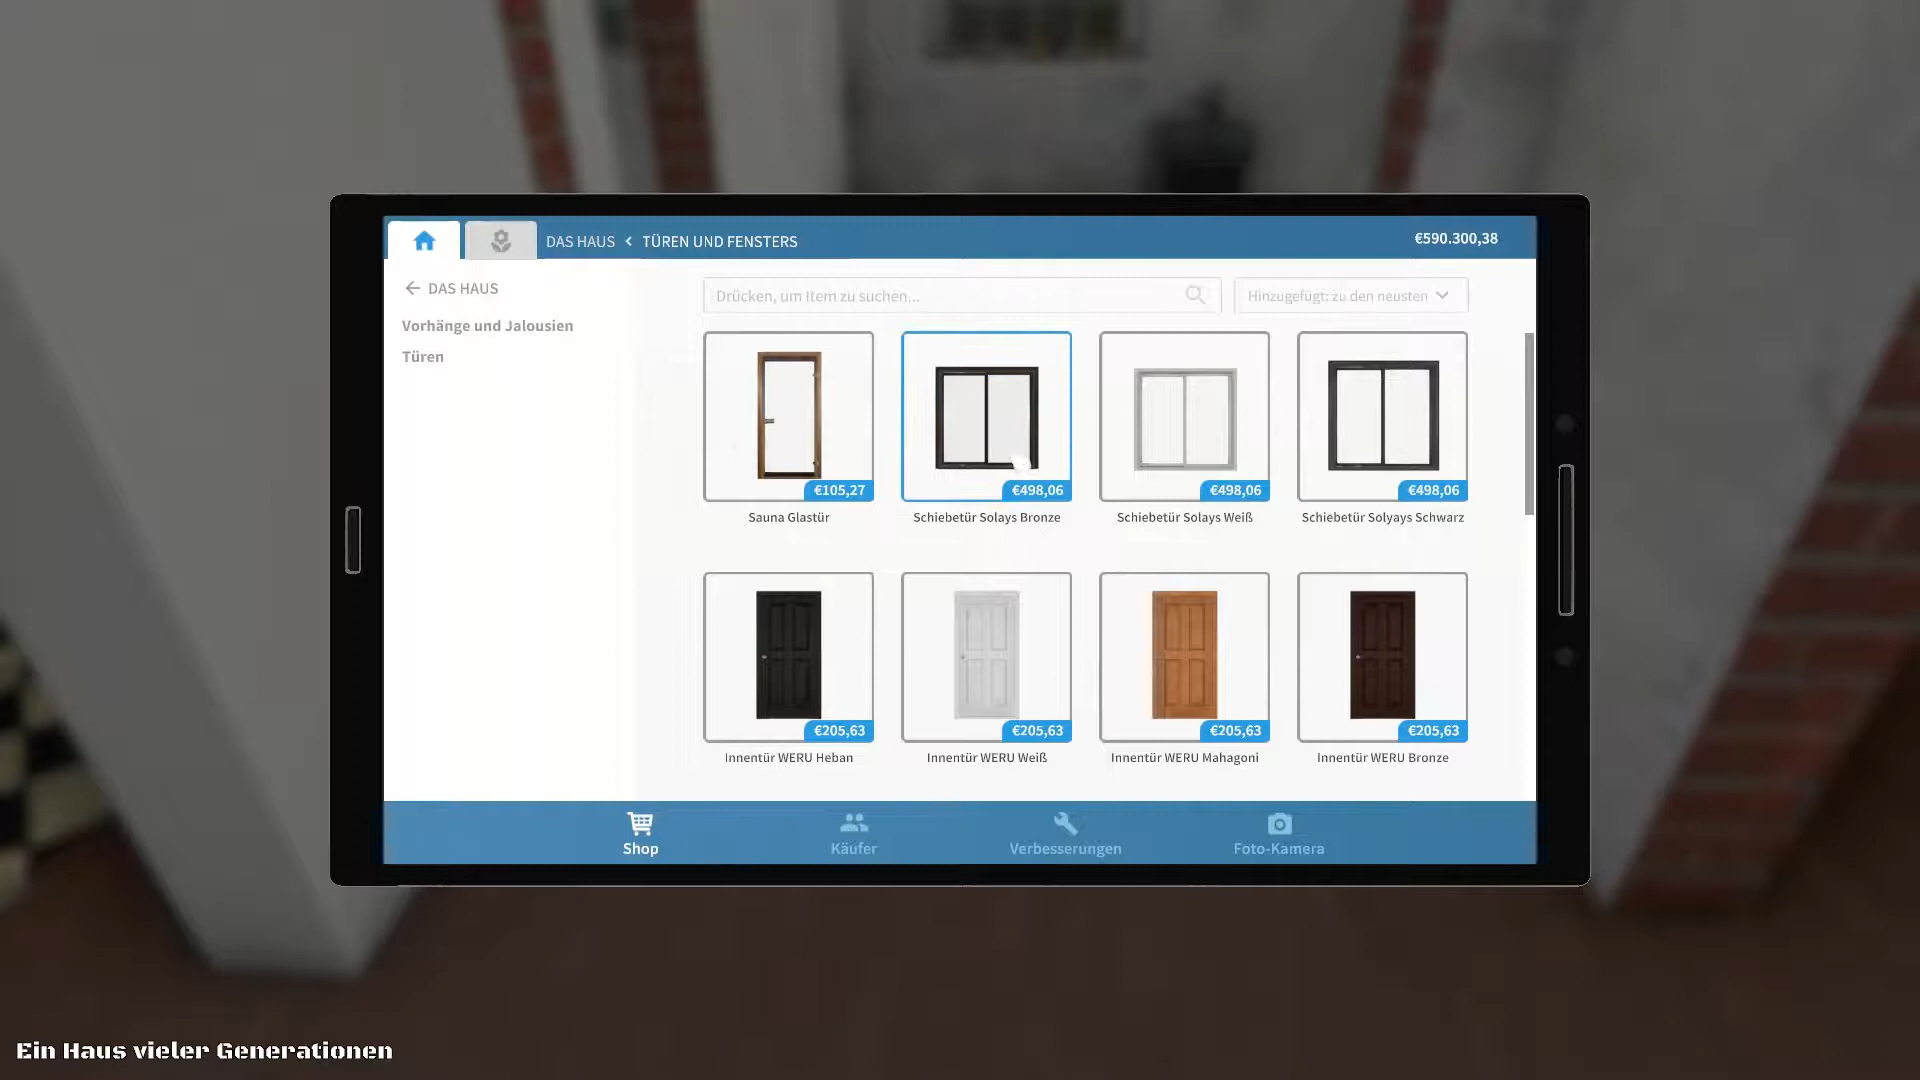 DAS HAUS < TÜREN UND FENSTERS
€590.300,38
DAS HAUS
Vorhänge und Jalousien
Türen
Drücken, um Item zu suchen...
Hinzugefügt: zu den neusten
€105,27
€498,06
€498,06
€498,06
Sauna Glastür
Schiebetür Solays Bronze
Schiebetür Solays Weiß
Schiebetür Solyays Schwarz
€205,63
€205,63
€205,63
€205,63
Innentür WERU Heban
Innentür WERU Weiß
Innentür WERU Mahagoni
Innentür WERU Bronze
Shop
Käufer
Verbesserungen
Foto-Kamera
Ein Haus vieler Generationen